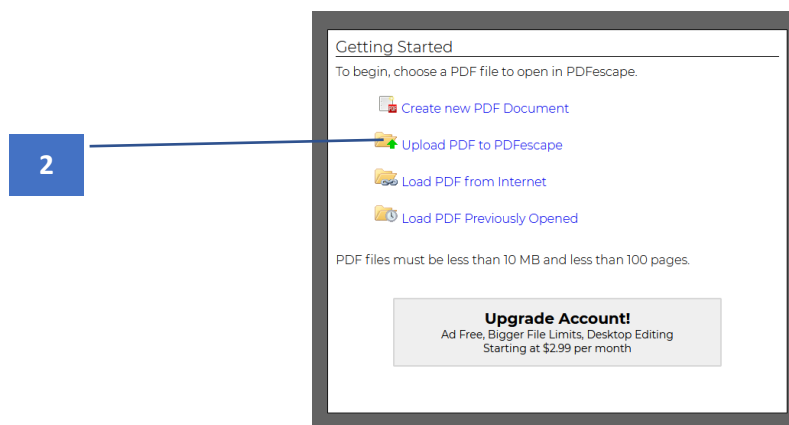 Getting Started
To begin, choose a PDF file to open in PDFescape.
Create new PDF Document
2
Upload PDF to PDFescape
Load PDF from Internet
Load PDF Previously Opened
PDF files must be less than 10 MB and less than 100 pages.
Upgrade Account!
Ad Free, Bigger File Limits, Desktop Editing
Starting at $2.99 per month